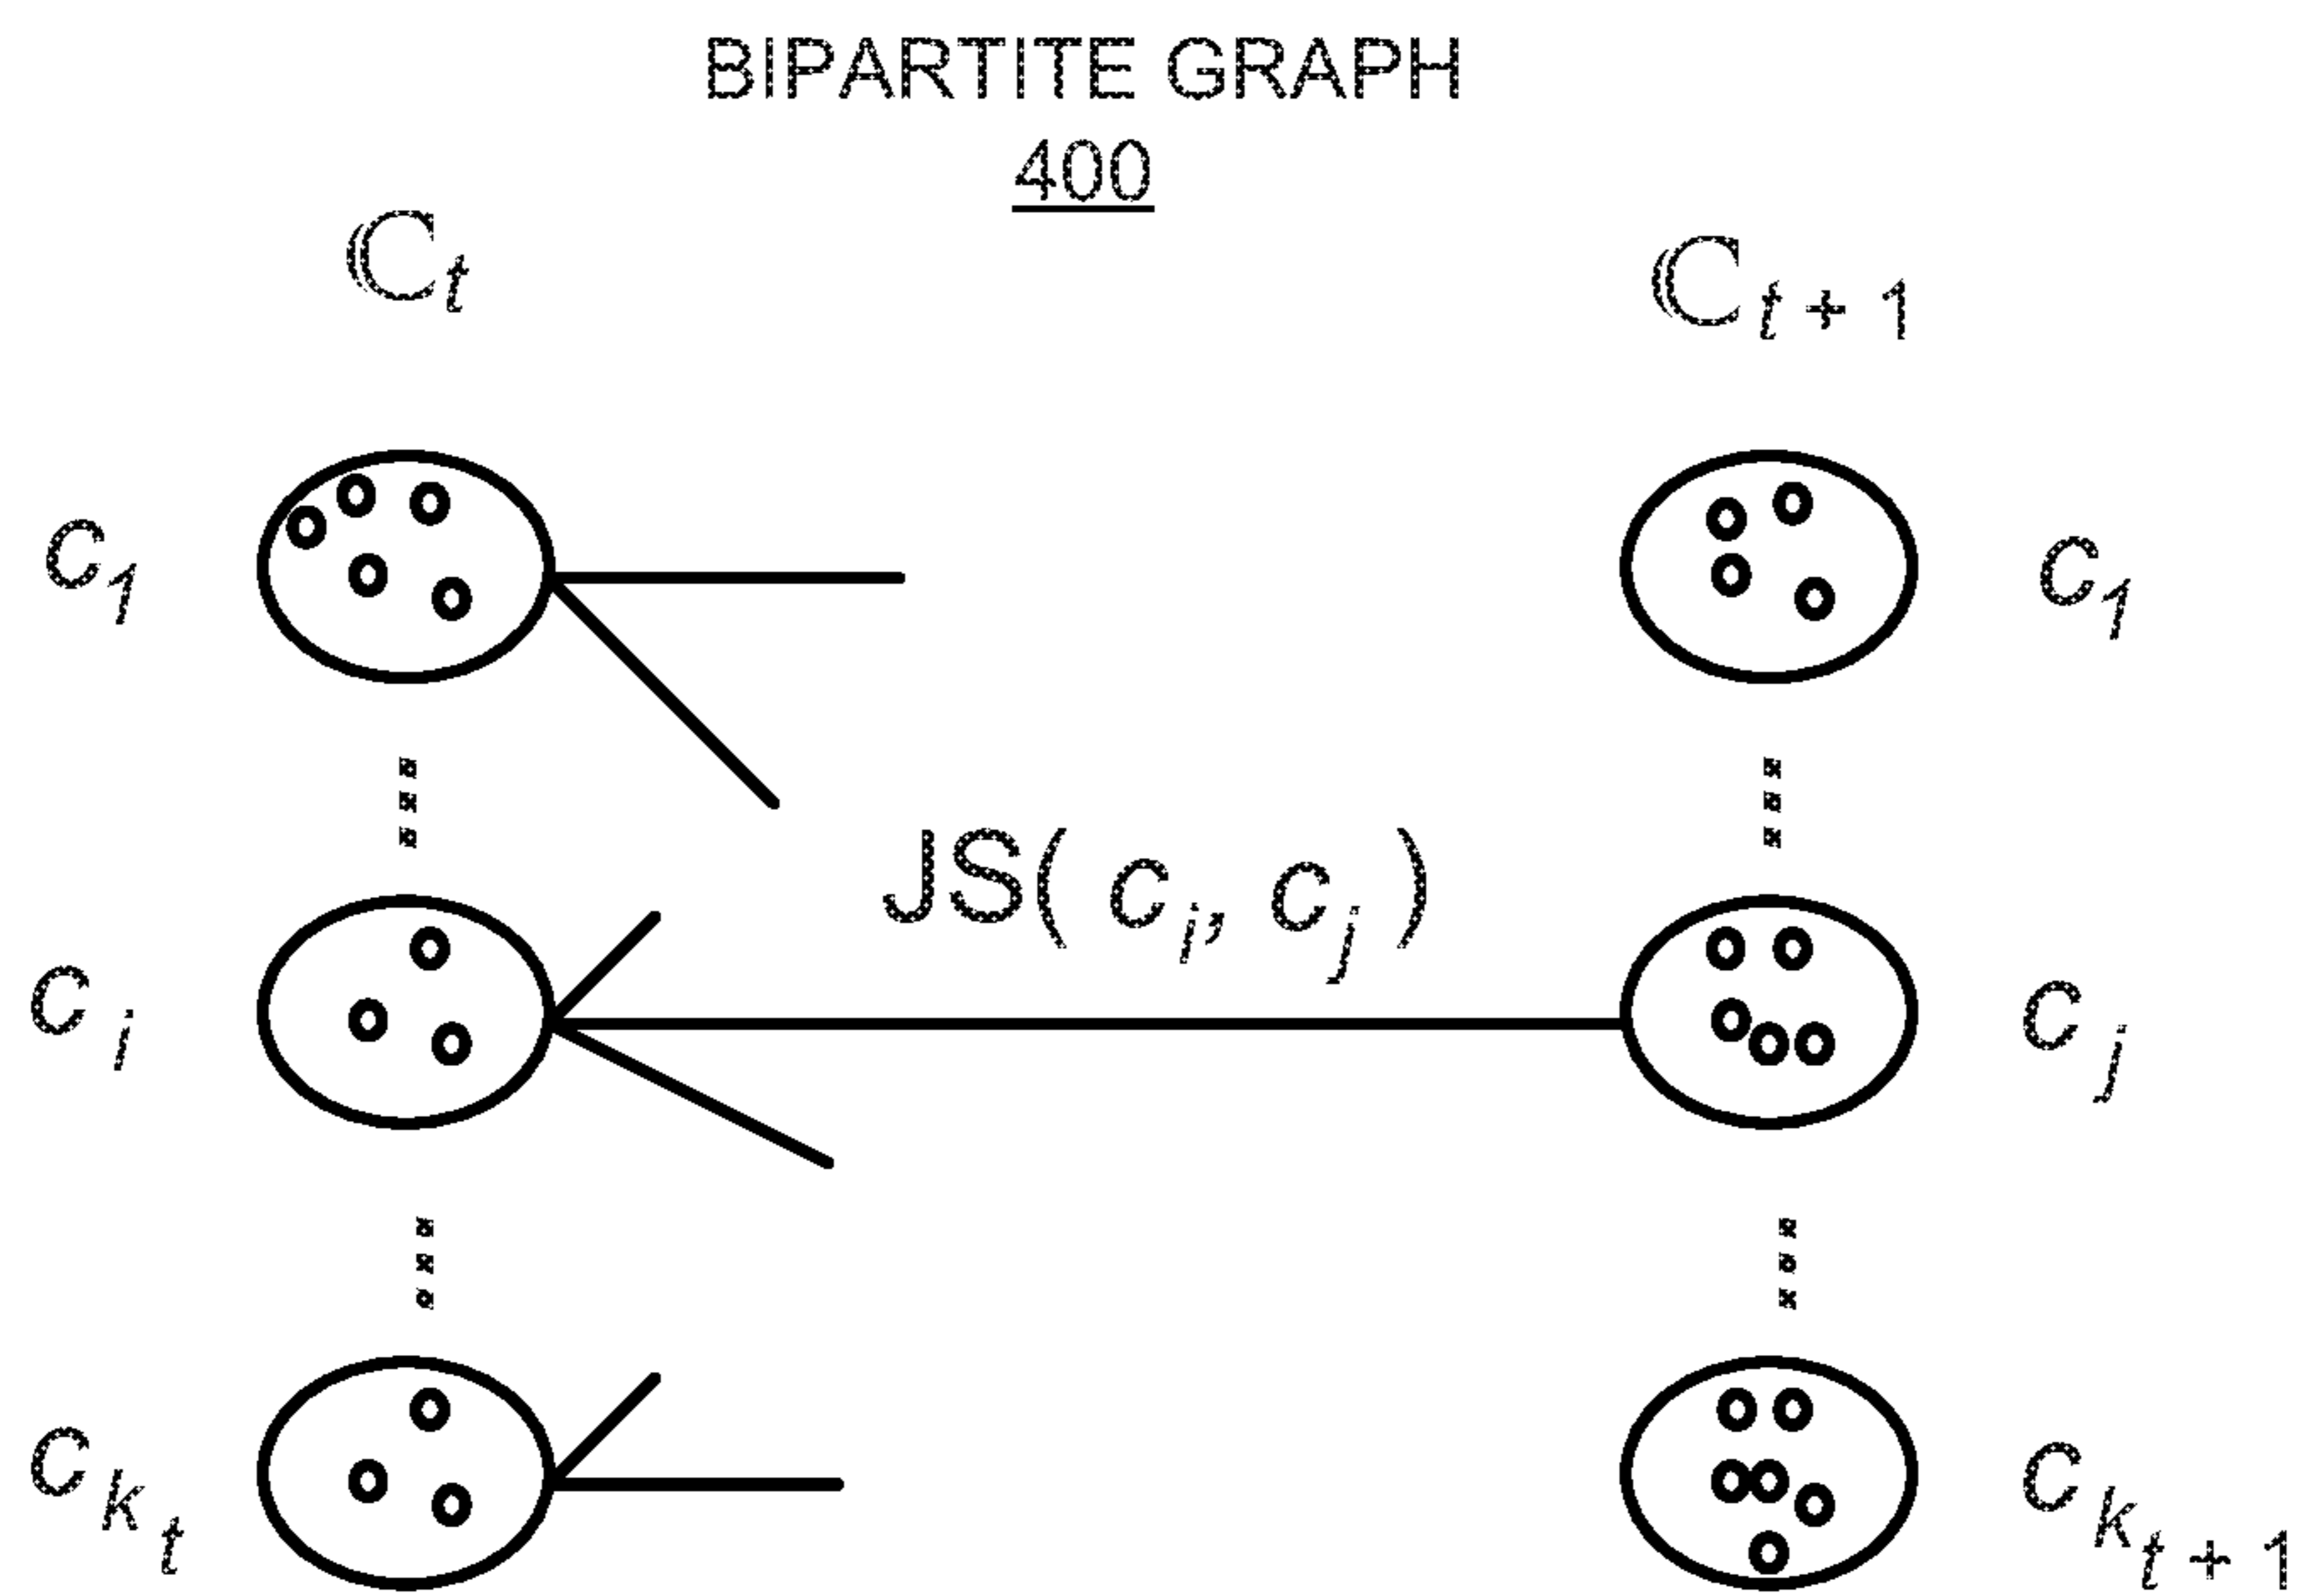 BIPARTITE GRAPH
400
ℂt
ℂt + 1
c1
c1
JS( ci, cj )
ci
cj
ckt
ckt + 1